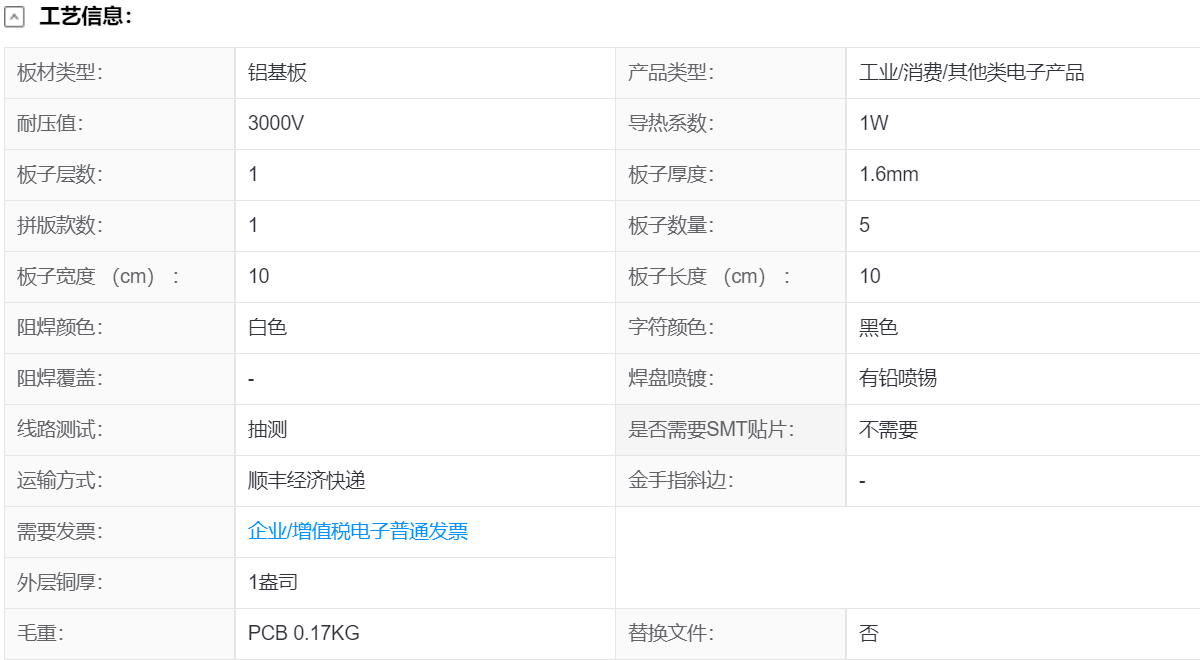 工艺信息:
板材类型: 铝基板 产品类型: 工业/消费/其他类电子产品
耐压值: 3000V 导热系数: 1W
板子层数: 1 板子厚度: 1.6mm
拼版款数: 1 板子数量: 5
板子宽度 （cm） : 10 板子长度 （cm） : 10
阻焊颜色: 白色 字符颜色: 黑色
阻焊覆盖: - 焊盘喷镀: 有铅喷锡
线路测试: 抽测 是否需要SMT贴片: 不需要
运输方式: 顺丰经济快递 金手指斜边: -
需要发票: 企业/增值税电子普通发票
外层铜厚: 1盎司
毛重: PCB 0.17KG 替换文件: 否